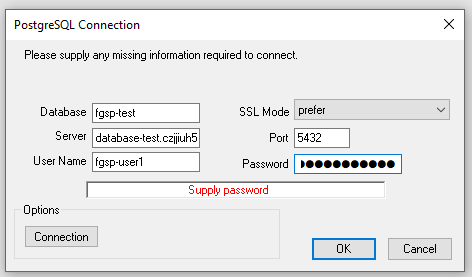 PostgreSQL Connection
Please supply any missing information required to connect.
Database fgsp-test SSL Mode prefer
Server database-test.czjjiuh5 Port 5432
User Name fgsp-user1 Password
Supply password
Options
Connection OK Cancel